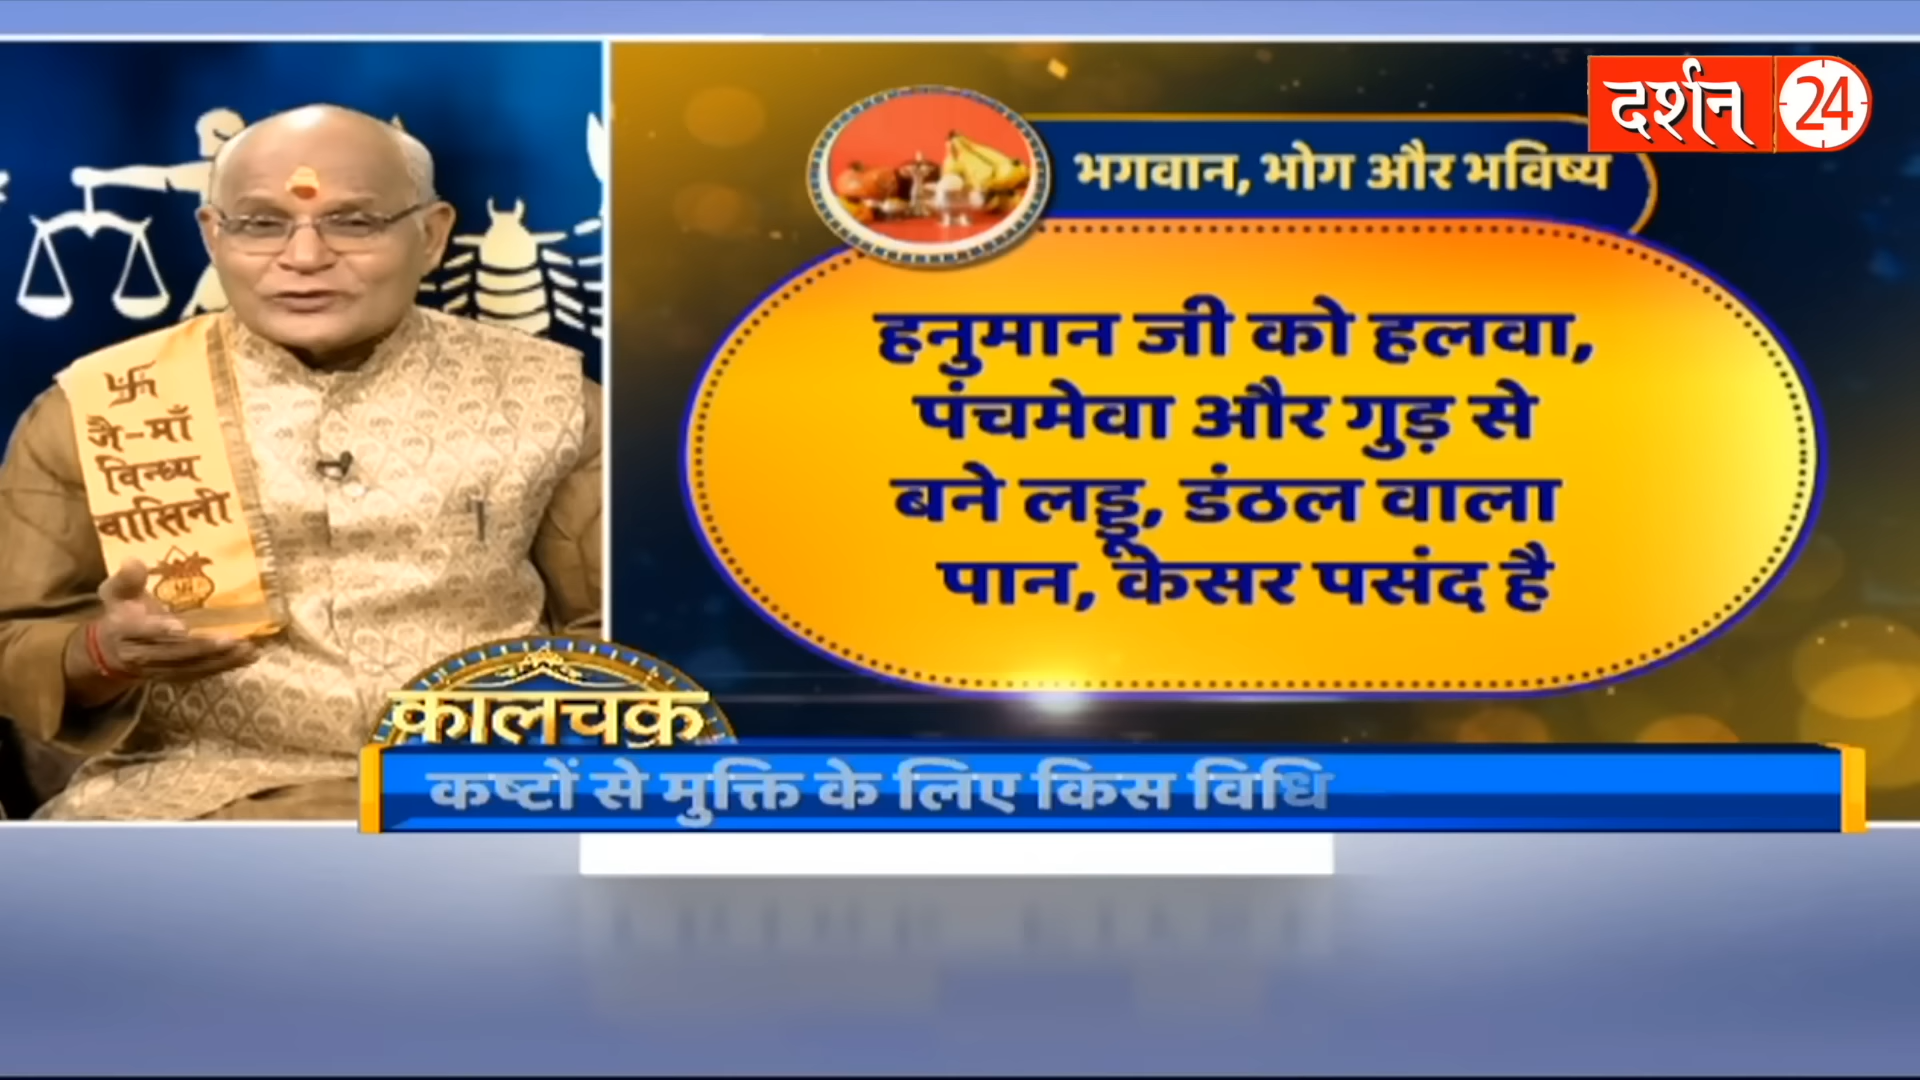 दर्शन 24
भगवान, भोग और भविष्य
हनुमान जी को हलवा,
पंचमेवा और गुड़ से
बने लड्डू, डंठल वाला
पान, केसर पसंद है
जै-माँ
विन्ध्य
वासिनी
कालचक्र
कष्टों से मुक्ति के लिए किस विधि